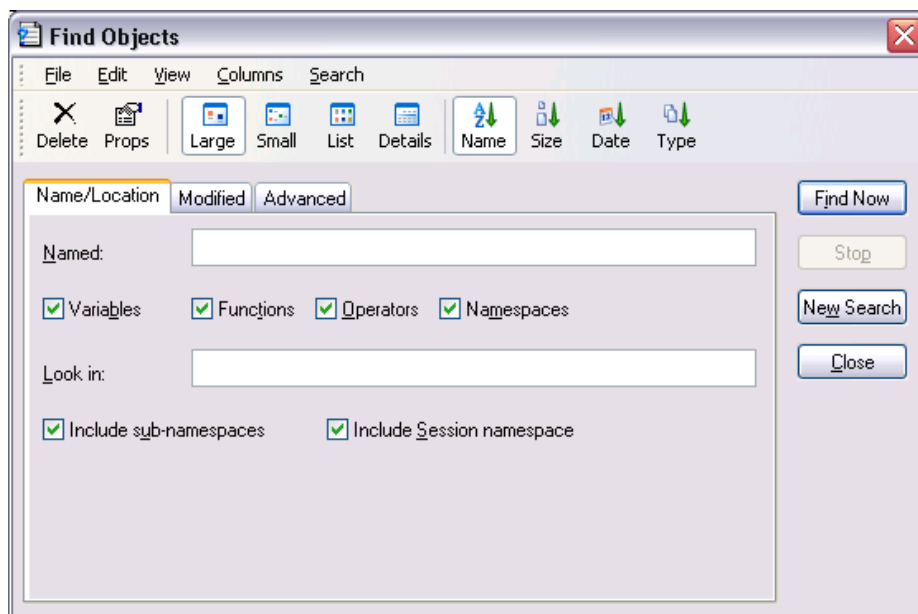 Find Objects
File Edit View Columns Search
Delete Props Large Small List Details Name Size Date Type
Name/Location Modified Advanced
Find Now
Named:
Stop
Variables Functions Operators Namespaces
New Search
Look in:
Close
Include sub-namespaces Include Session namespace